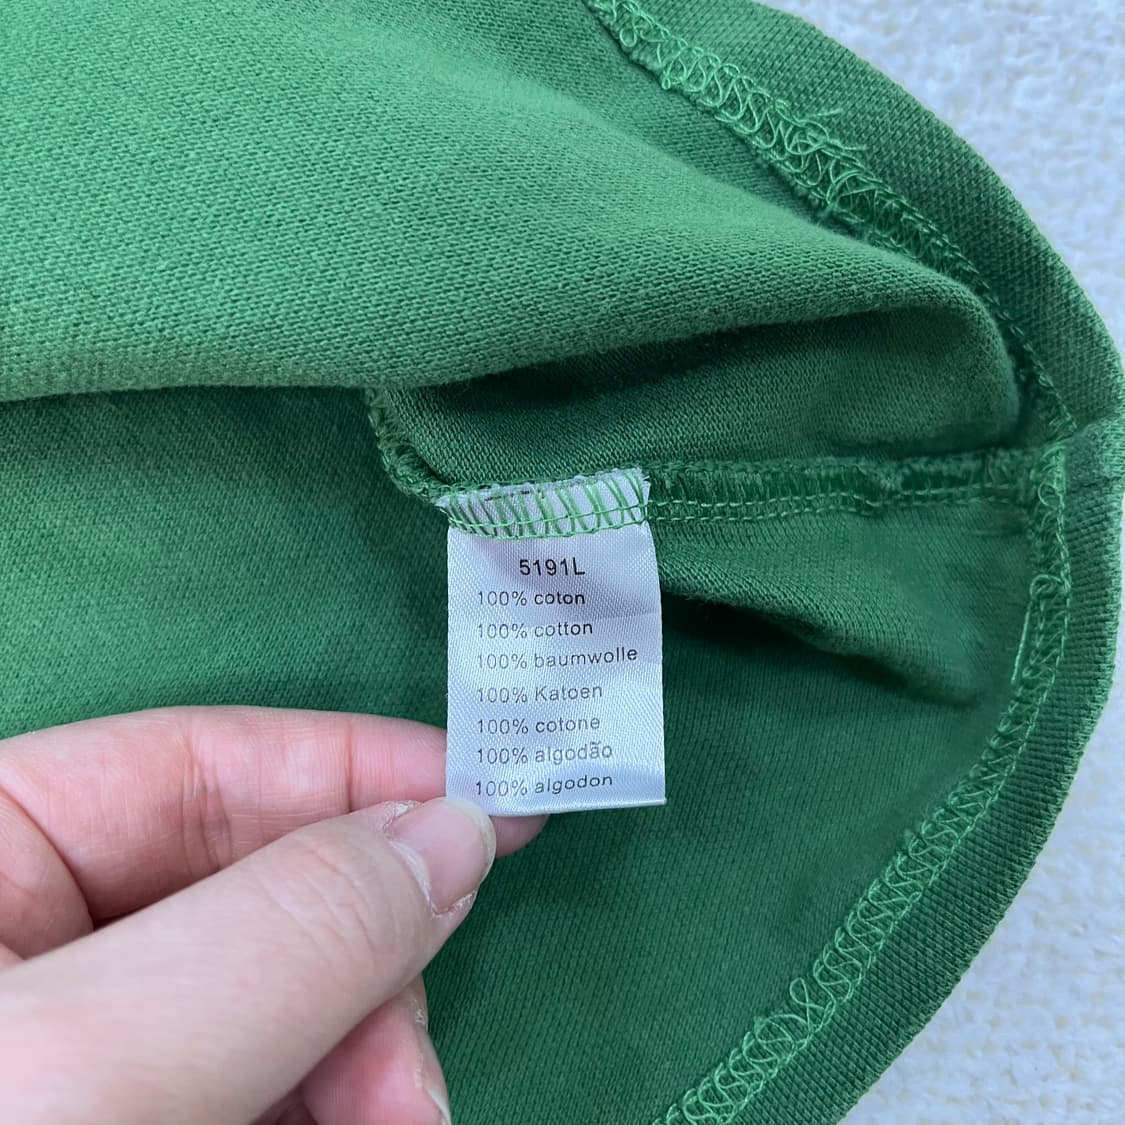 5191L
100% coton
100% cotton
100% baumwolle
100% Katoen
100% cotone
100% algodão
100% algodon